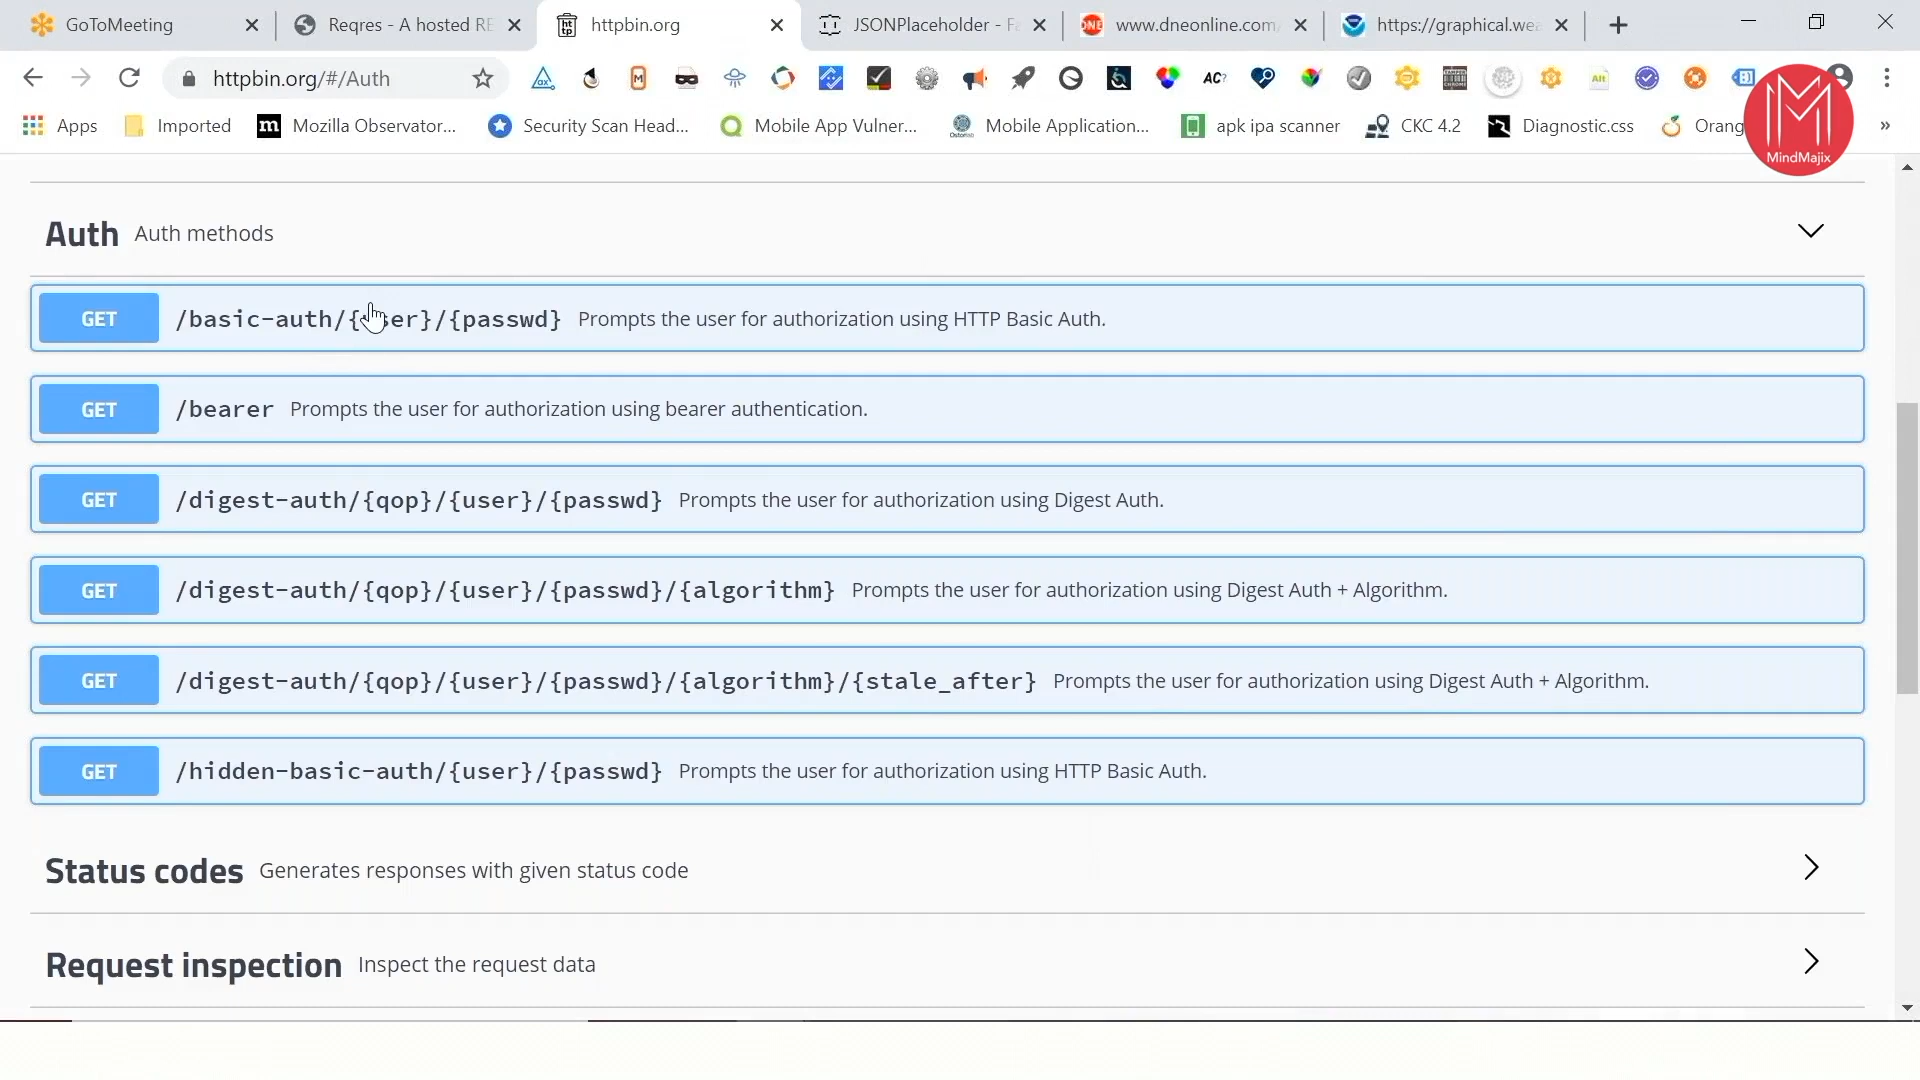 GoToMeeting
Reqres - A hosted RE
httpbin.org
JSONPlaceholder - Fa
www.dneonline.com/
https://graphical.wea
httpbin.org/#/Auth
AC?
Alt
Apps
Imported
Mozilla Observator...
Security Scan Head...
Mobile App Vulner...
Mobile Application...
apk ipa scanner
CKC 4.2
Diagnostic.css
Orang
»
MindMajix
Auth Auth methods
GET /basic-auth/{user}/{passwd} Prompts the user for authorization using HTTP Basic Auth.
GET /bearer Prompts the user for authorization using bearer authentication.
GET /digest-auth/{qop}/{user}/{passwd} Prompts the user for authorization using Digest Auth.
GET /digest-auth/{qop}/{user}/{passwd}/{algorithm} Prompts the user for authorization using Digest Auth + Algorithm.
GET /digest-auth/{qop}/{user}/{passwd}/{algorithm}/{stale_after} Prompts the user for authorization using Digest Auth + Algorithm.
GET /hidden-basic-auth/{user}/{passwd} Prompts the user for authorization using HTTP Basic Auth.
Status codes Generates responses with given status code
Request inspection Inspect the request data